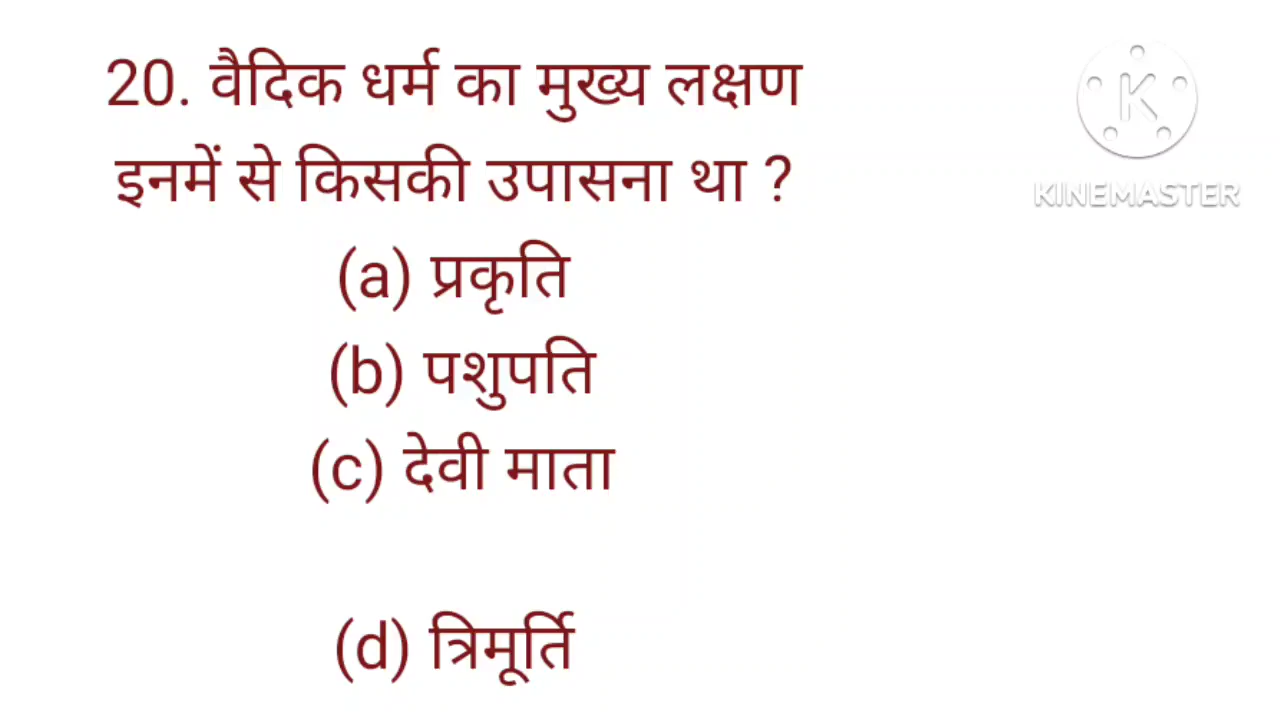 20. वैदिक धर्म का मुख्य लक्षण
इनमें से किसकी उपासना था ?
(a) प्रकृति
(b) पशुपति
(c) देवी माता
(d) त्रिमूर्ति
K
KINEMASTER